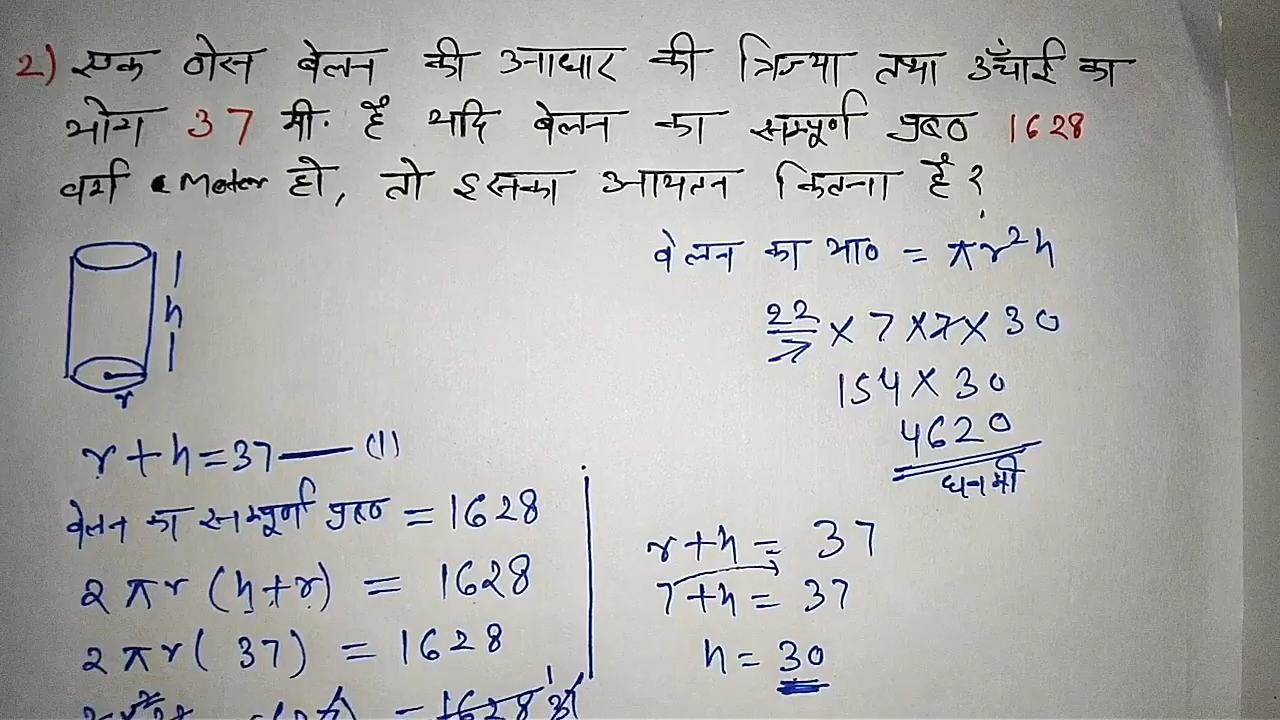 2) एक ठोस बेलन की आधार की त्रिज्या तथा ऊँचाई का
योग 37 मी. है यदि बेलन का सम्पूर्ण पृष्ठ 1628
वर्ग Meter हो, तो इसका आयतन कितना है?
h
r
r+h=37 — (1)
बेलन का सम्पूर्ण पृष्ठ = 1628
2πr (h+r) = 1628
2πr( 37) = 1628
बेलन का आ० = πr²h
22/7 × 7 × 7 × 30
154 × 30
4620
घन मी
r+h = 37
7+h = 37
h = 30